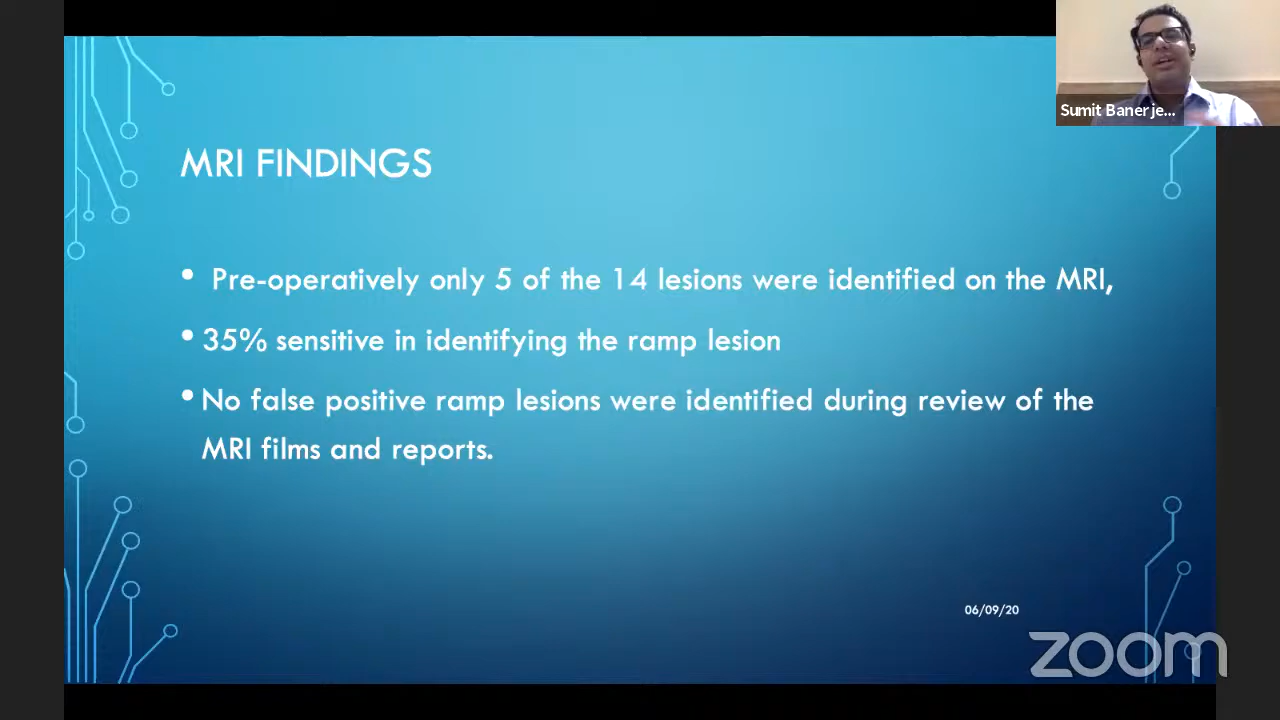 Sumit Banerje...
MRI FINDINGS
• Pre-operatively only 5 of the 14 lesions were identified on the MRI,
• 35% sensitive in identifying the ramp lesion
• No false positive ramp lesions were identified during review of the
MRI films and reports.
06/09/20
zoom